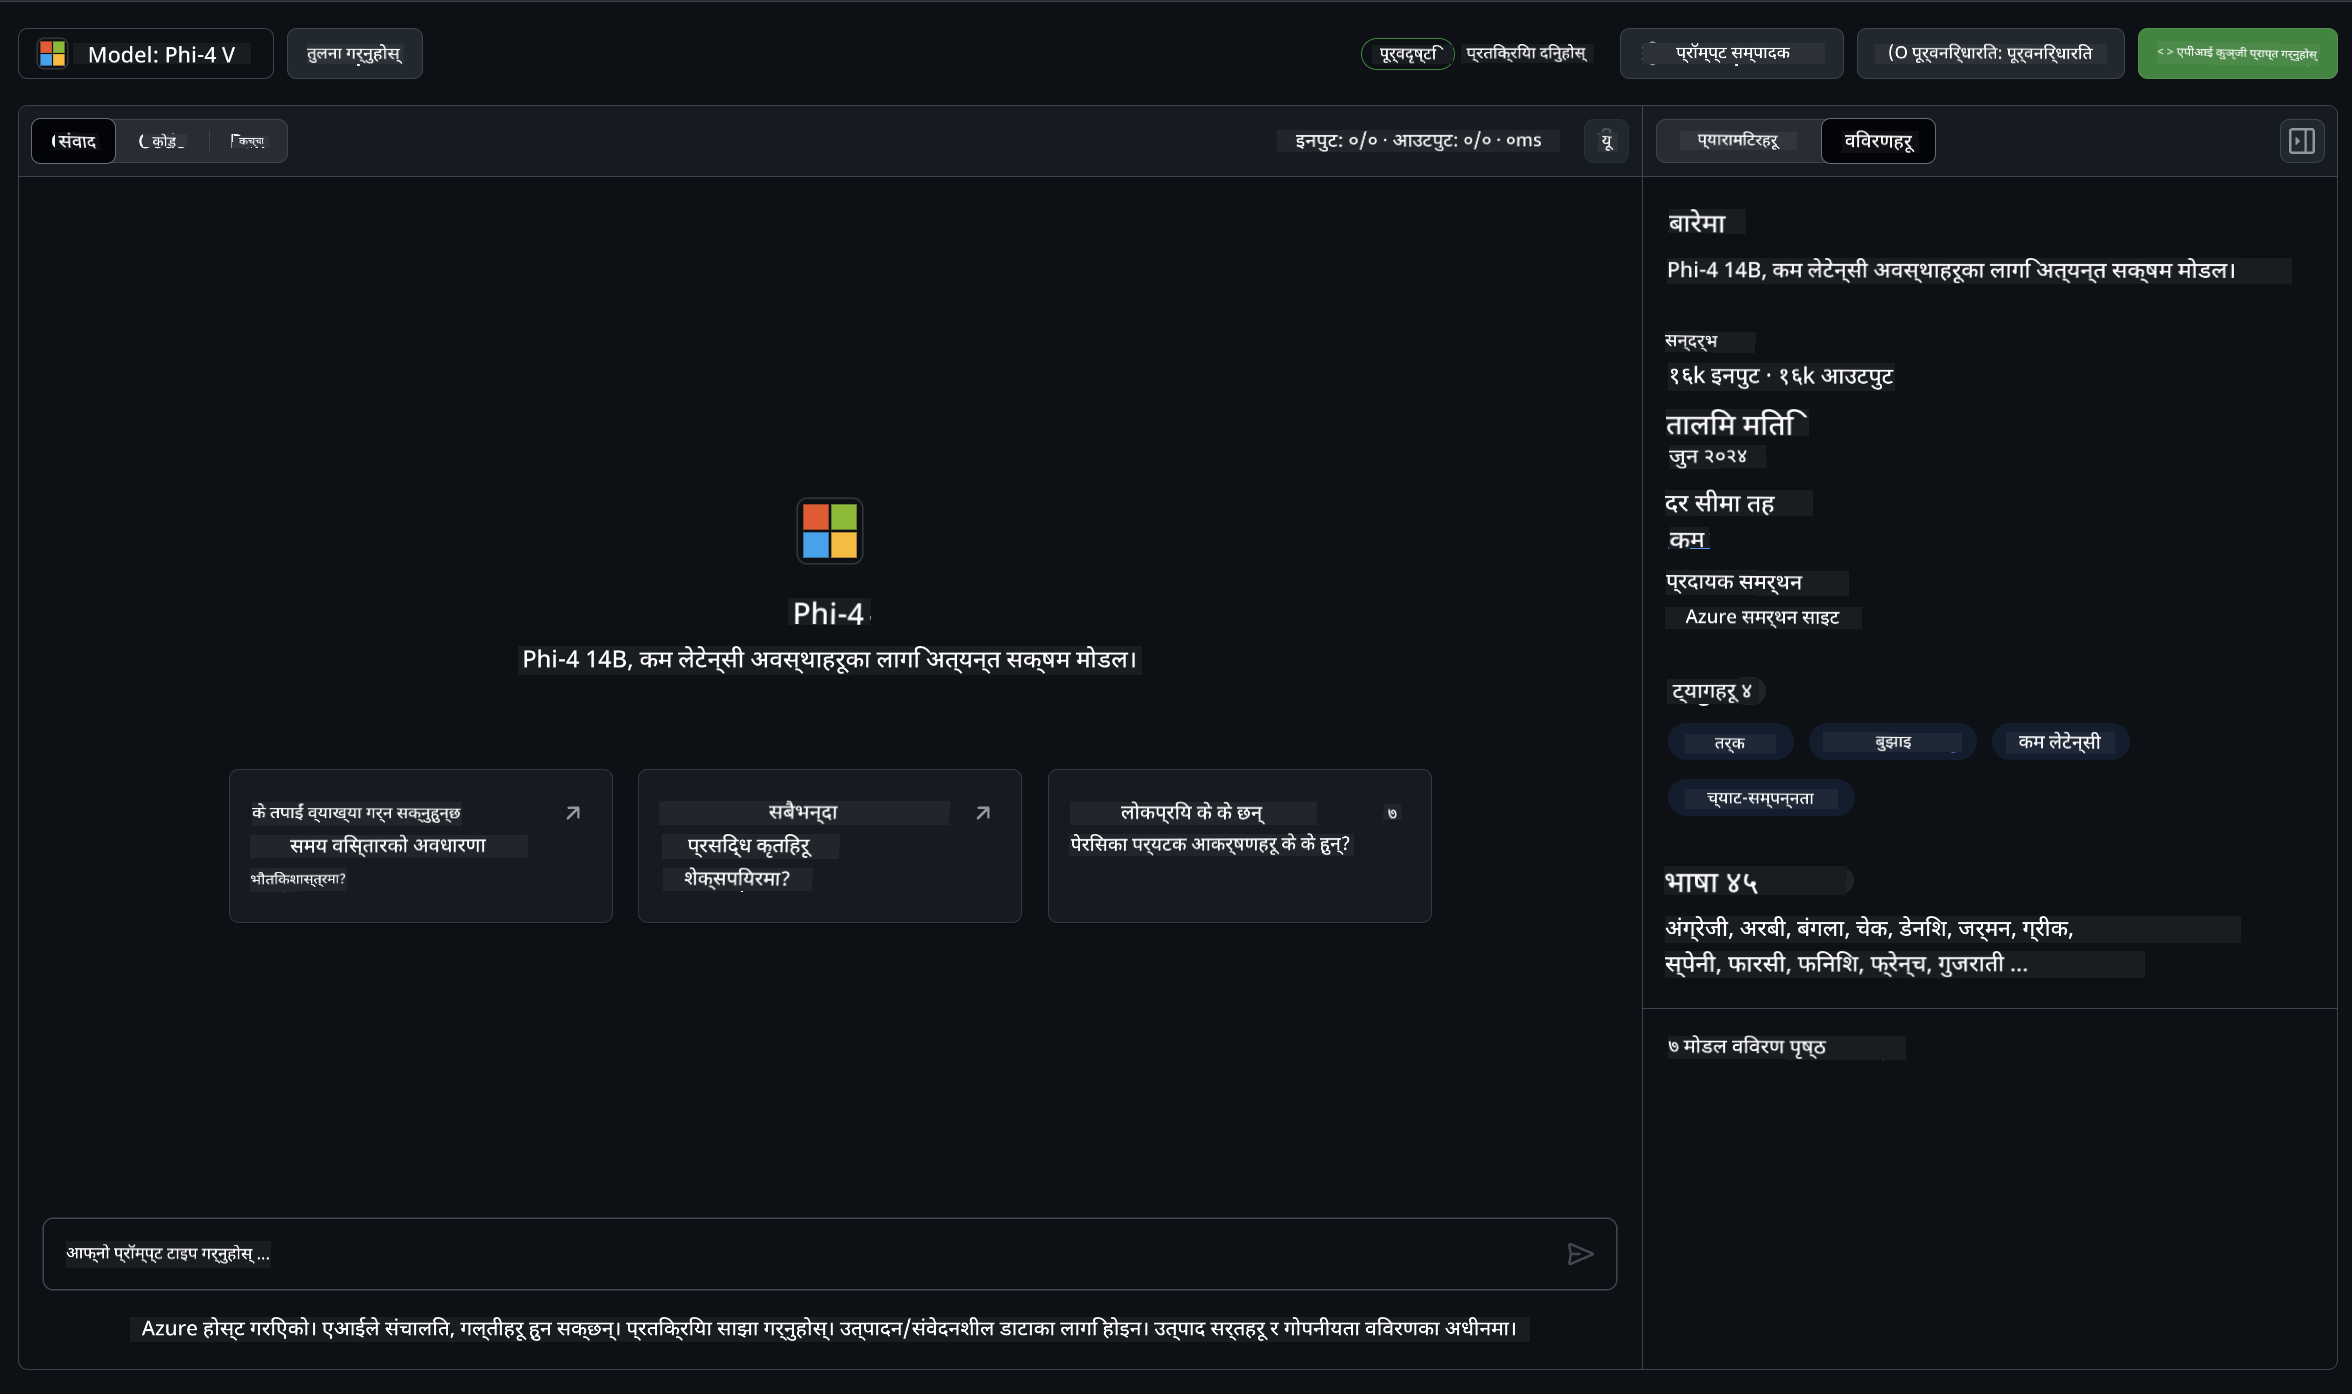 Model: Phi-4 V
तुलना गर्नुहोस्
पूर्वदृष्टि
प्रतिक्रिया दिनुहोस्
प्रॉम्प्ट सम्पादक
(O पूर्वनिर्धारित: पूर्वनिर्धारित
< > एपीआई कुञ्जी प्राप्त गर्नुहोस्
संवाद
कोड
कच्चा
इनपुट: ०/० · आउटपुट: ०/० · ०ms
यू
प्यारामिटरहरू
विवरणहरू
Phi-4
Phi-4 14B, कम लेटेन्सी अवस्थाहरूका लागि अत्यन्त सक्षम मोडल।
के तपाईं व्याख्या गर्न सक्नुहुन्छ
समय विस्तारको अवधारणा
भौतिकशास्त्रमा?
सबैभन्दा
प्रसिद्ध कृतिहरू
शेक्सपियरमा?
लोकप्रिय के के छन्
७
पेरिसका पर्यटक आकर्षणहरू के के हुन्?
आफ्नो प्रॉम्प्ट टाइप गर्नुहोस् ...
Azure होस्ट गरिएको। एआईले संचालित, गल्तीहरू हुन सक्छन्। प्रतिक्रिया साझा गर्नुहोस्। उत्पादन/संवेदनशील डाटाका लागि होइन। उत्पाद सर्तहरू र गोपनीयता विवरणका अधीनमा।
बारेमा
Phi-4 14B, कम लेटेन्सी अवस्थाहरूका लागि अत्यन्त सक्षम मोडल।
सन्दर्भ
१६k इनपुट · १६k आउटपुट
तालिम मिति
जुन २०२४
दर सीमा तह
कम
प्रदायक समर्थन
Azure समर्थन साइट
ट्यागहरू ४
तर्क
बुझाइ
कम लेटेन्सी
च्याट-सम्पन्नता
भाषा ४५
अंग्रेजी, अरबी, बंगला, चेक, डेनिश, जर्मन, ग्रीक,
स्पेनी, फारसी, फिनिश, फ्रेन्च, गुजराती ...
७ मोडल विवरण पृष्ठ